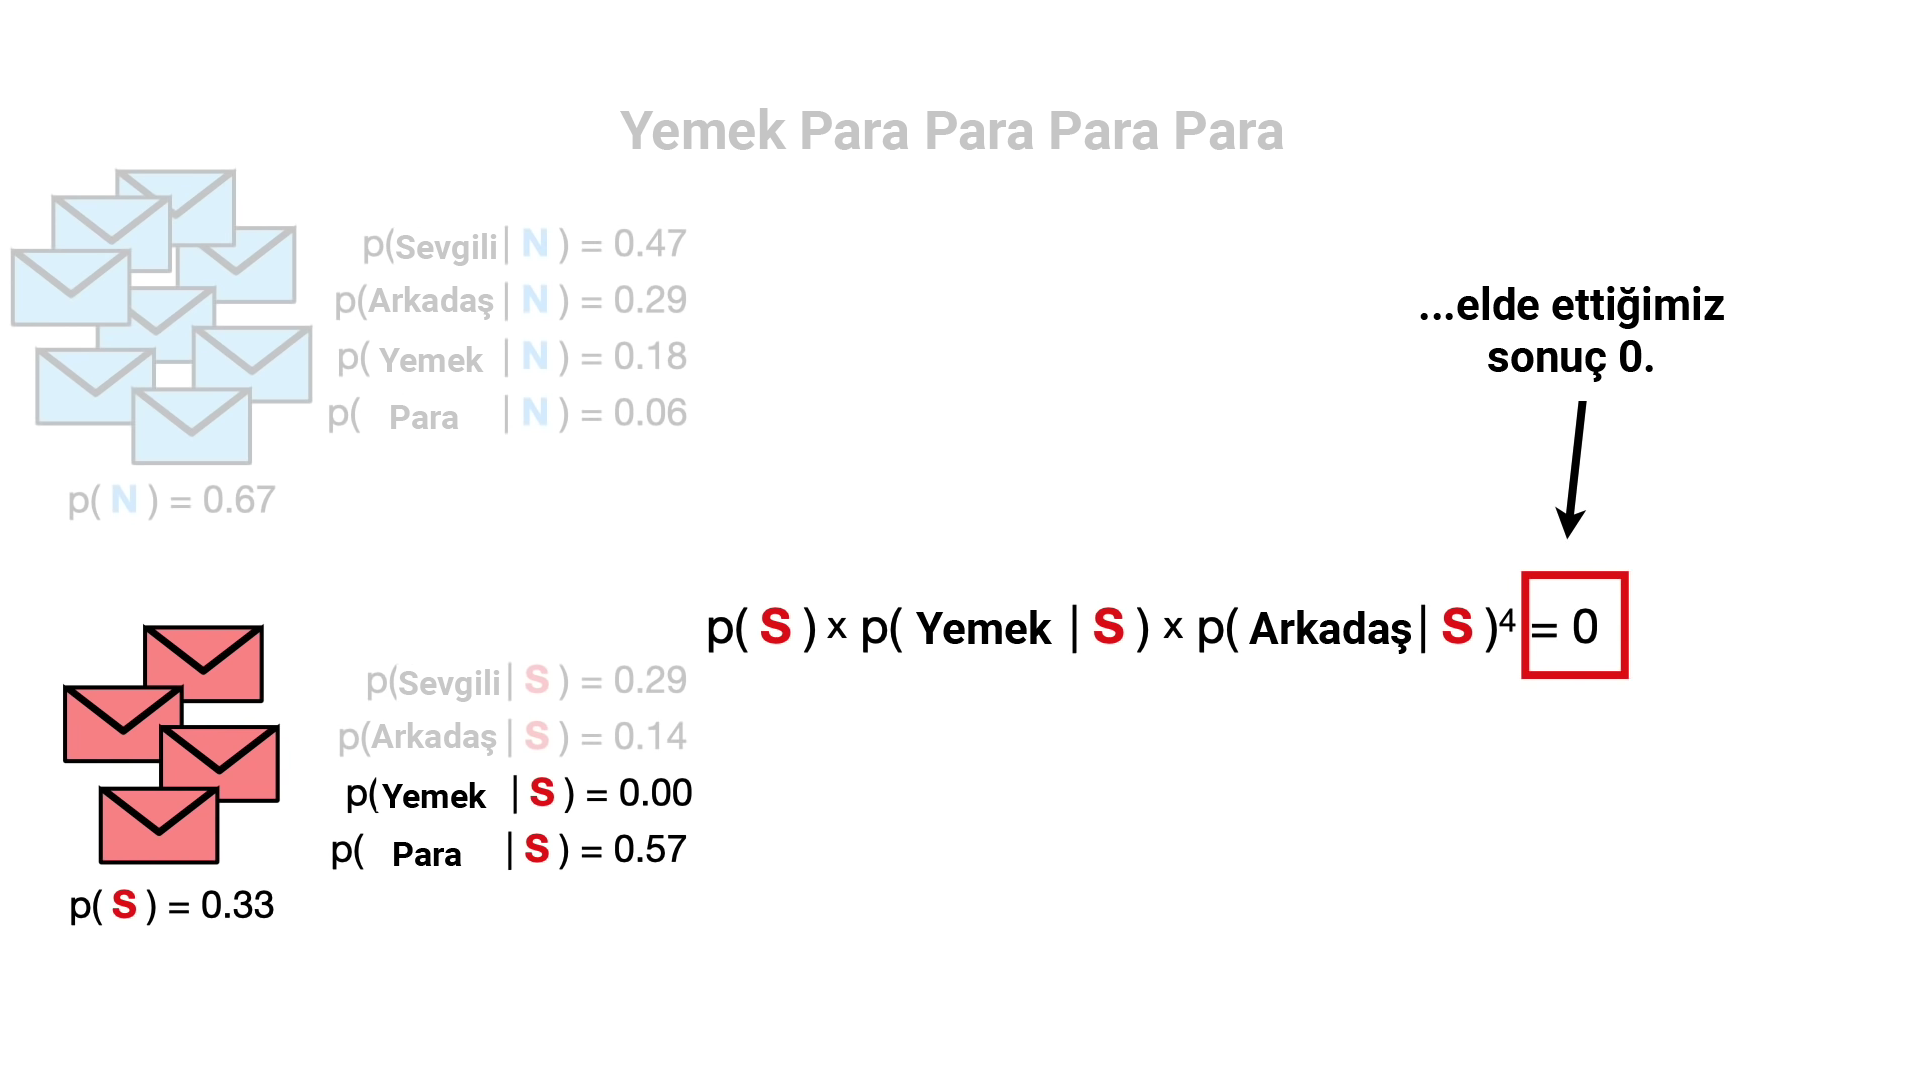 Yemek Para Para Para Para
p(Sevgili | N ) = 0.47
p(Arkadaş | N ) = 0.29
p( Yemek | N ) = 0.18
p( Para | N ) = 0.06
p( N ) = 0.67
...elde ettiğimiz
sonuç 0.
p( S ) x p( Yemek | S ) x p( Arkadaş | S )⁴ = 0
p(Sevgili | S ) = 0.29
p(Arkadaş | S ) = 0.14
p(Yemek | S ) = 0.00
p( Para | S ) = 0.57
p( S ) = 0.33